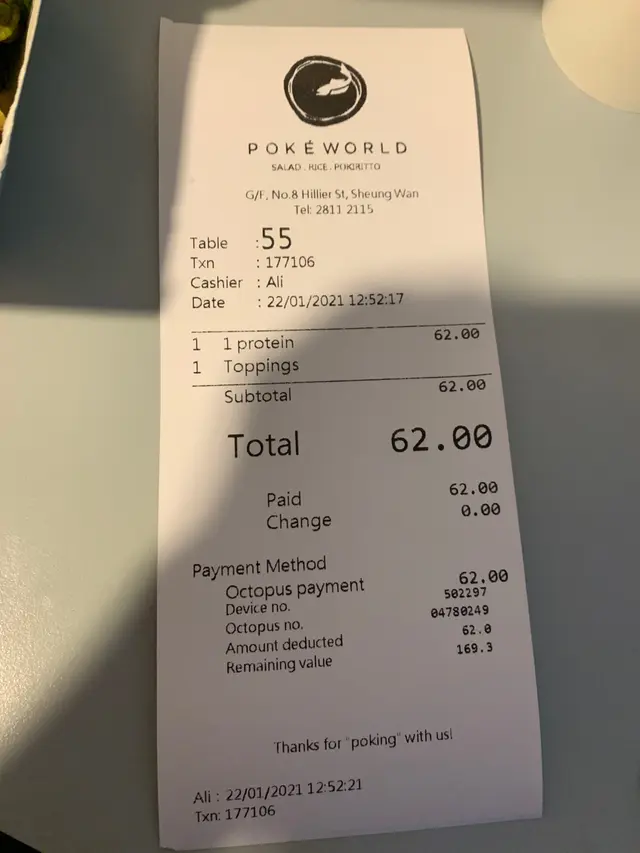 POKÉWORLD
SALAD . RICE . POKIRITTO
G/F, No.8 Hillier St, Sheung Wan
Tel: 2811 2115
Table : 55
Txn : 177106
Cashier : Ali
Date : 22/01/2021 12:52:17
1 1 protein 62.00
1 Toppings
Subtotal 62.00
Total 62.00
Paid 62.00
Change 0.00
Payment Method
Octopus payment 62.00
Device no. 502297
Octopus no. 04780249
Amount deducted 62.0
Remaining value 169.3
Thanks for "poking" with us!
Ali : 22/01/2021 12:52:21
Txn: 177106